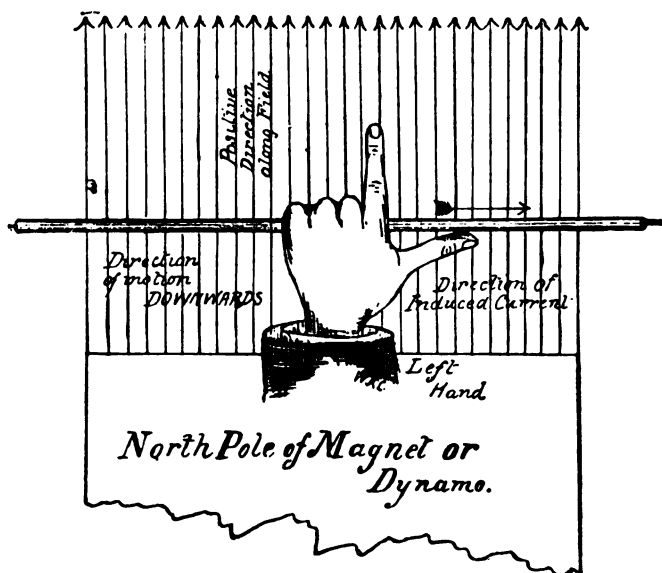 Positive
Direction
along Field.
Direction
of motion
DOWNWARDS
Direction of
Induced Current
Left
Hand
North Pole of Magnet or
Dynamo.